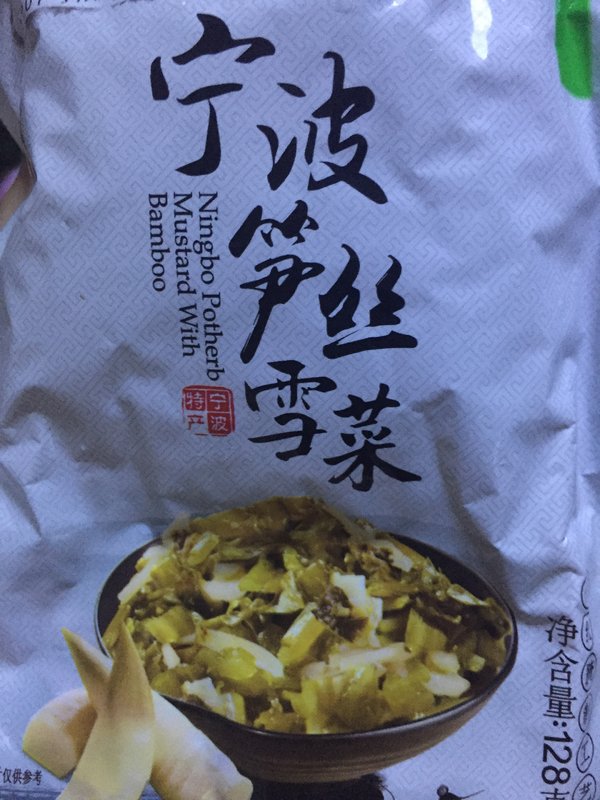 宁波
笋丝
雪菜
Ningbo Potherb
Mustard With
Bamboo
宁波
特产
净含量:128克
仅供参考